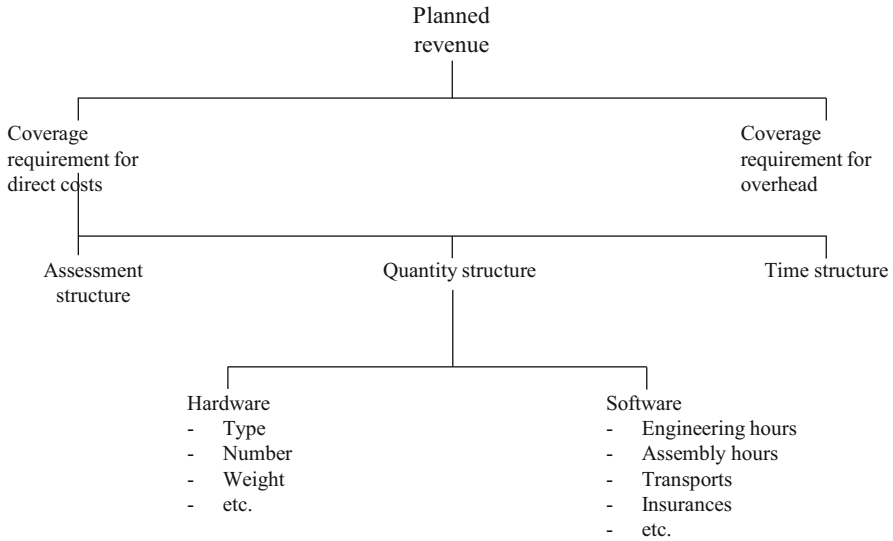 Planned
revenue
Coverage
requirement for
direct costs
Coverage
requirement for
overhead
Assessment
structure
Quantity structure
Time structure
Hardware
- Type
- Number
- Weight
- etc.
Software
- Engineering hours
- Assembly hours
- Transports
- Insurances
- etc.